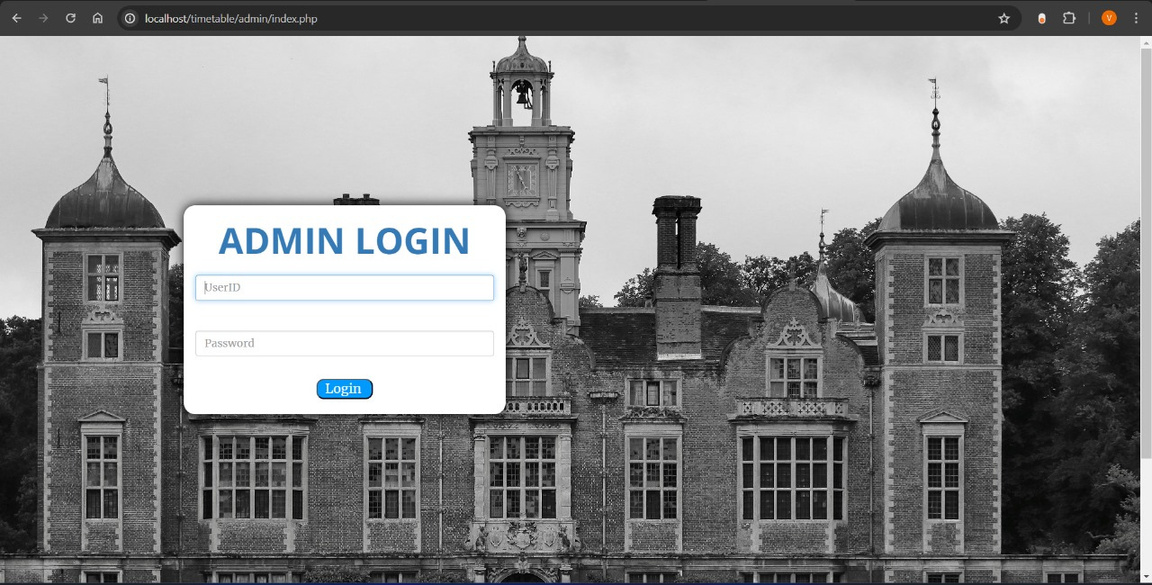 localhost/timetable/admin/index.php
V
ADMIN LOGIN
UserID
Password
Login